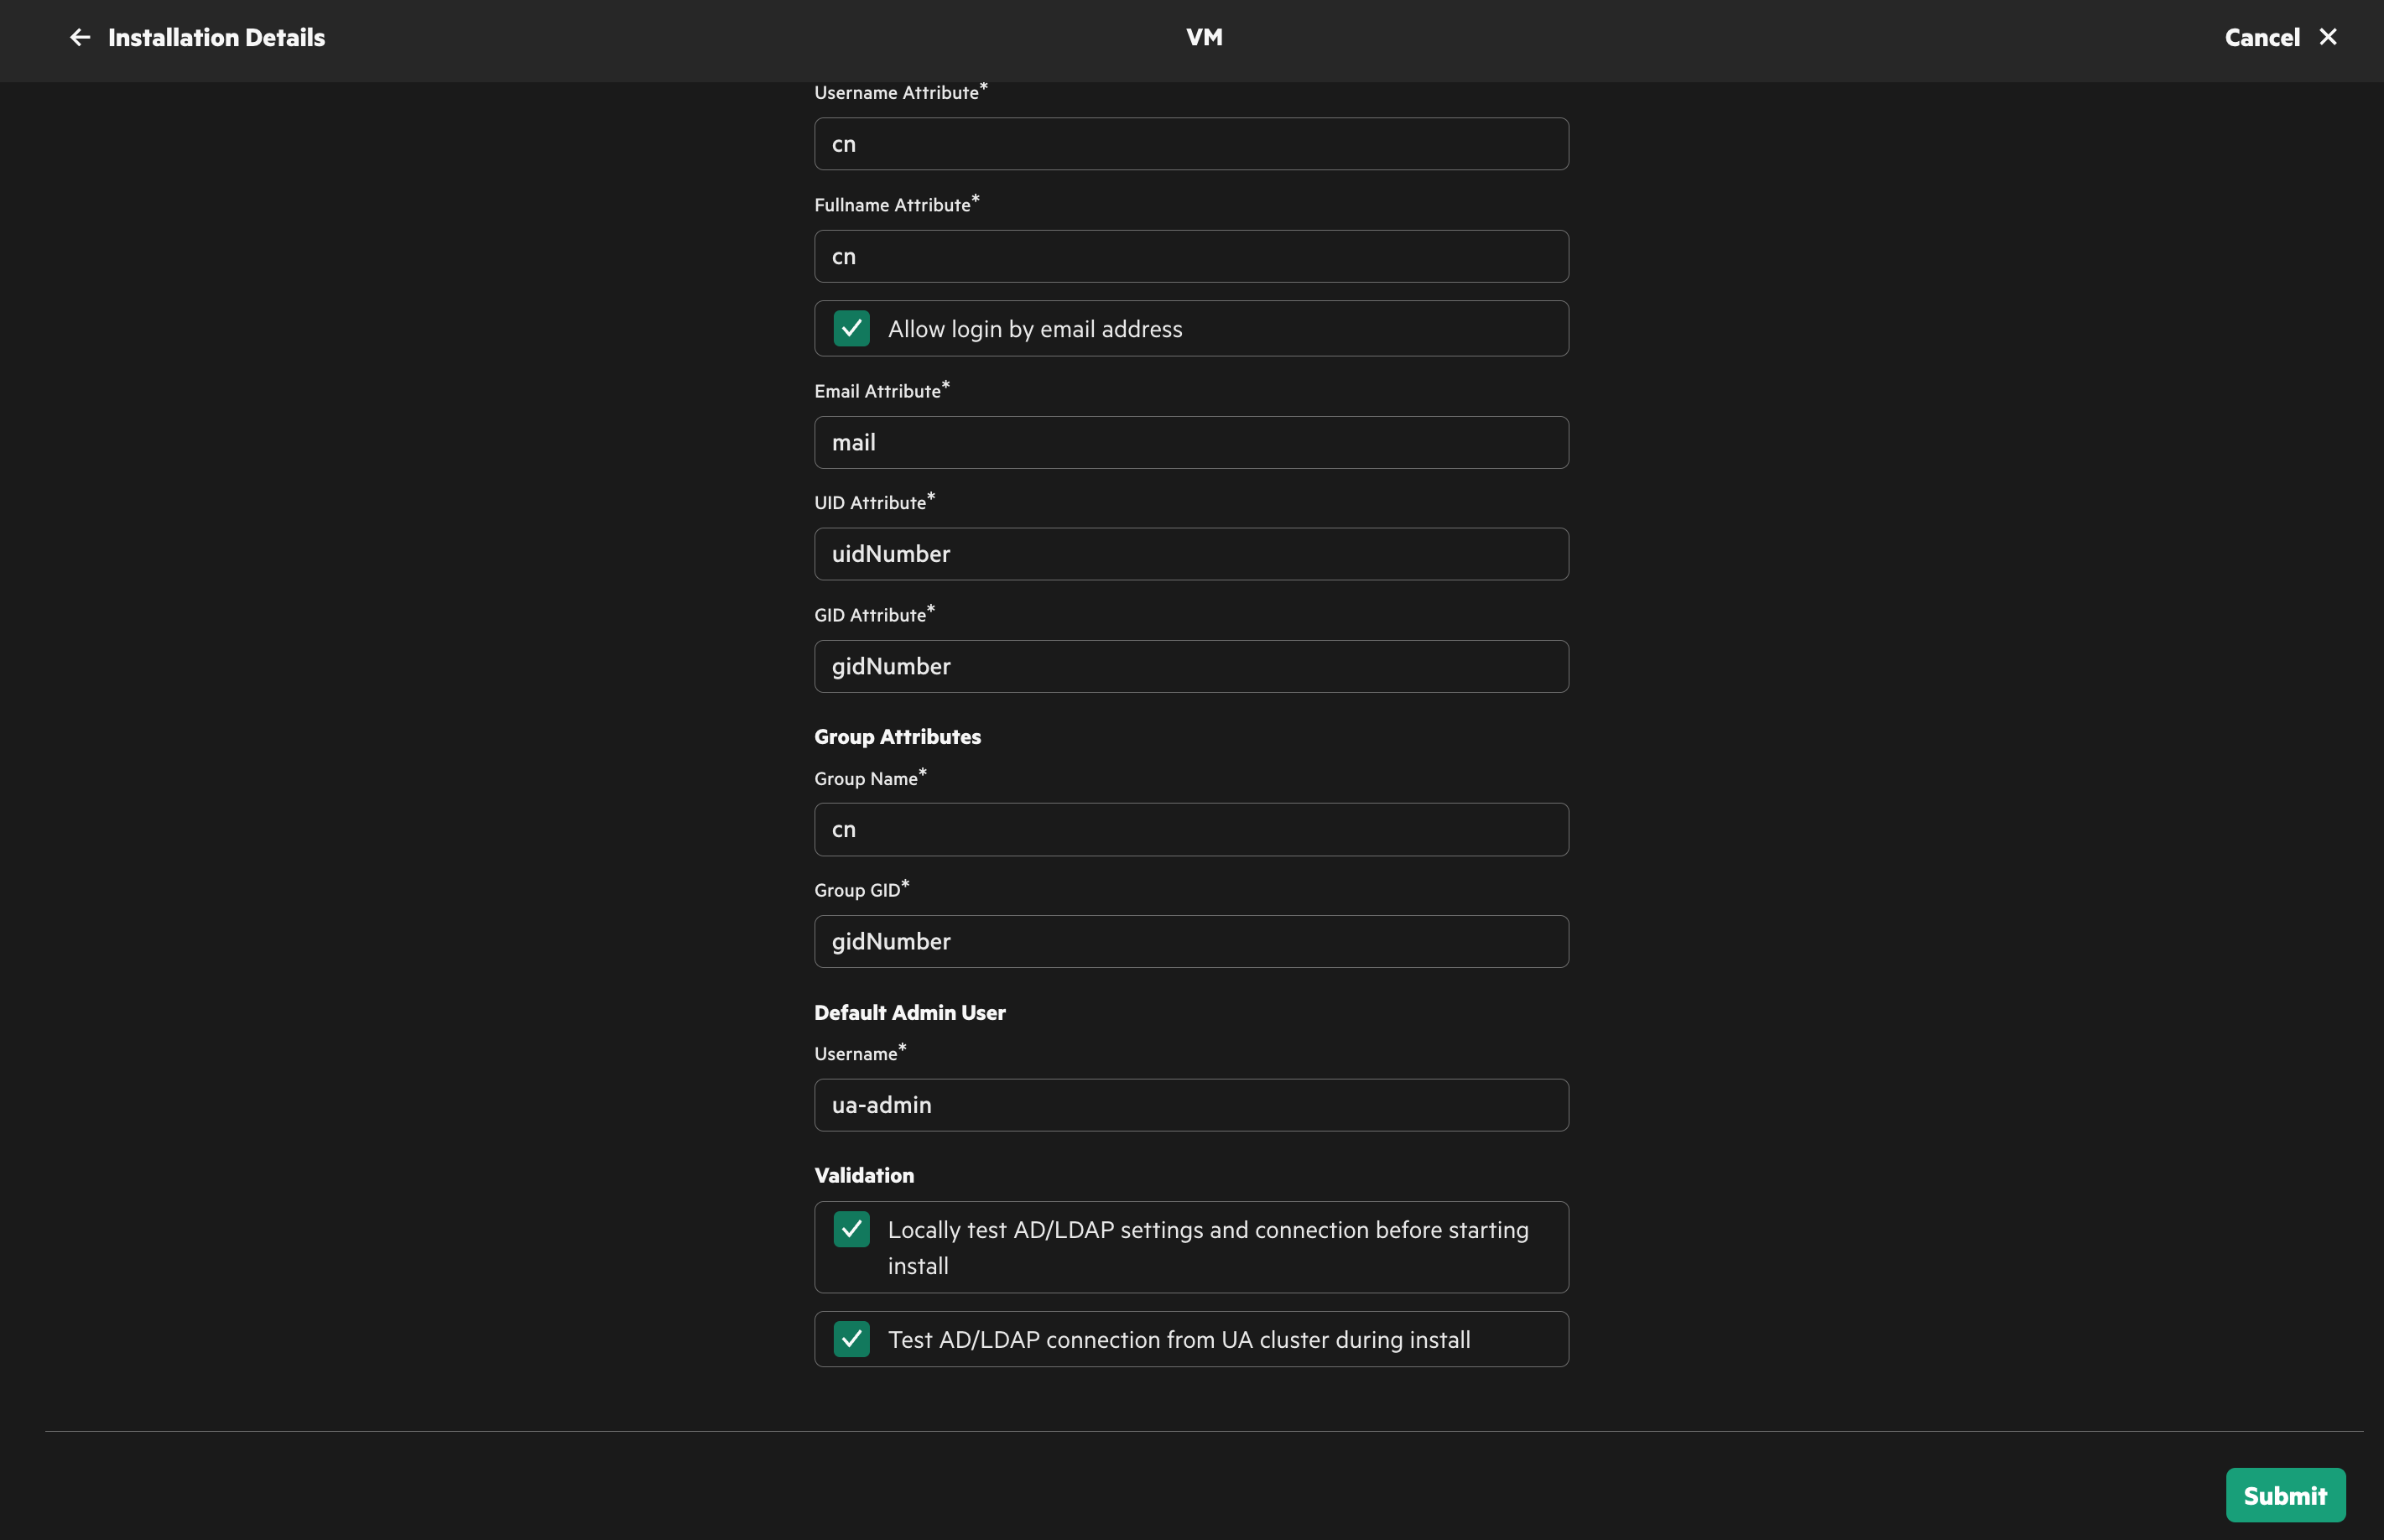 Installation Details
VM
Cancel
Username Attribute*
cn
Fullname Attribute*
cn
Allow login by email address
Email Attribute*
mail
UID Attribute*
uidNumber
GID Attribute*
gidNumber
Group Attributes
Group Name*
cn
Group GID*
gidNumber
Default Admin User
Username*
ua-admin
Validation
Locally test AD/LDAP settings and connection before starting
install
Test AD/LDAP connection from UA cluster during install
Submit